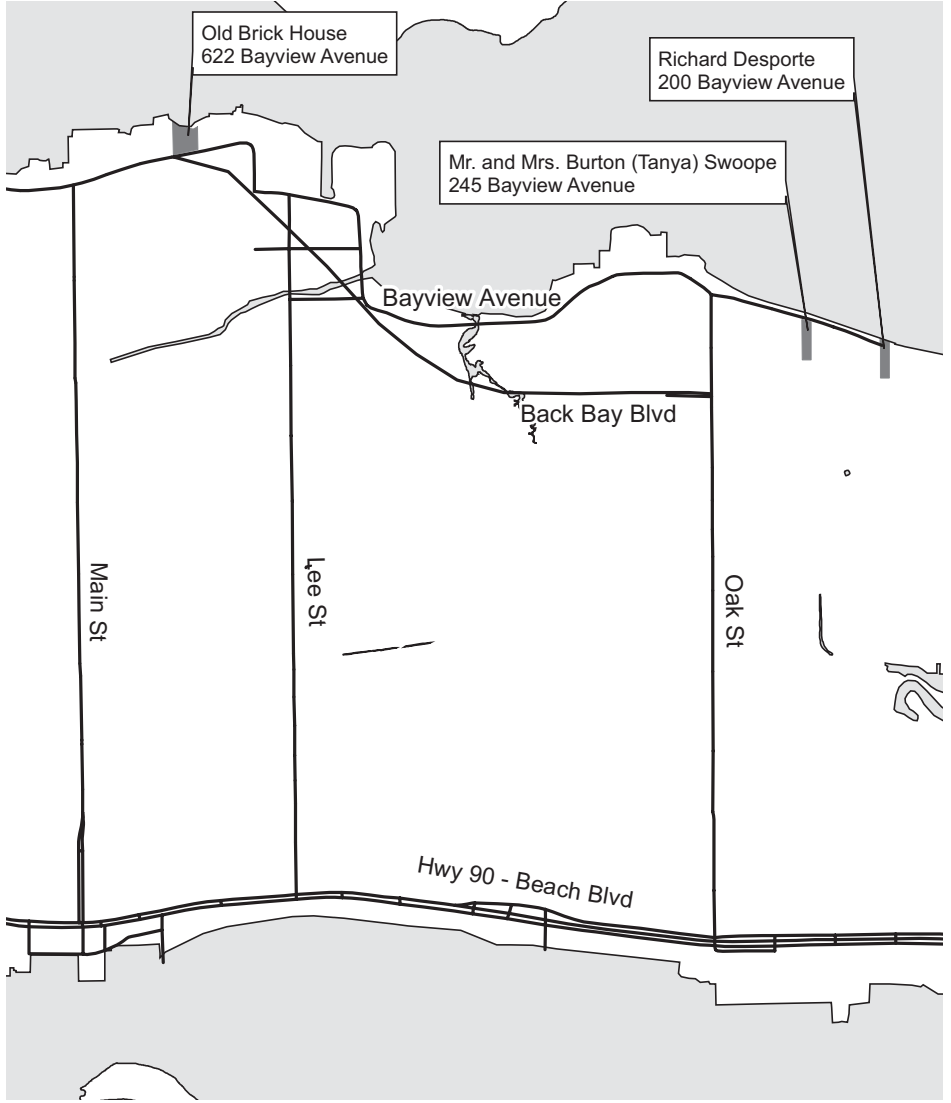 Old Brick House
622 Bayview Avenue
Richard Desporte
200 Bayview Avenue
Mr. and Mrs. Burton (Tanya) Swoope
245 Bayview Avenue
Bayview Avenue
Back Bay Blvd
Main St
Lee St
Oak St
Hwy 90 - Beach Blvd